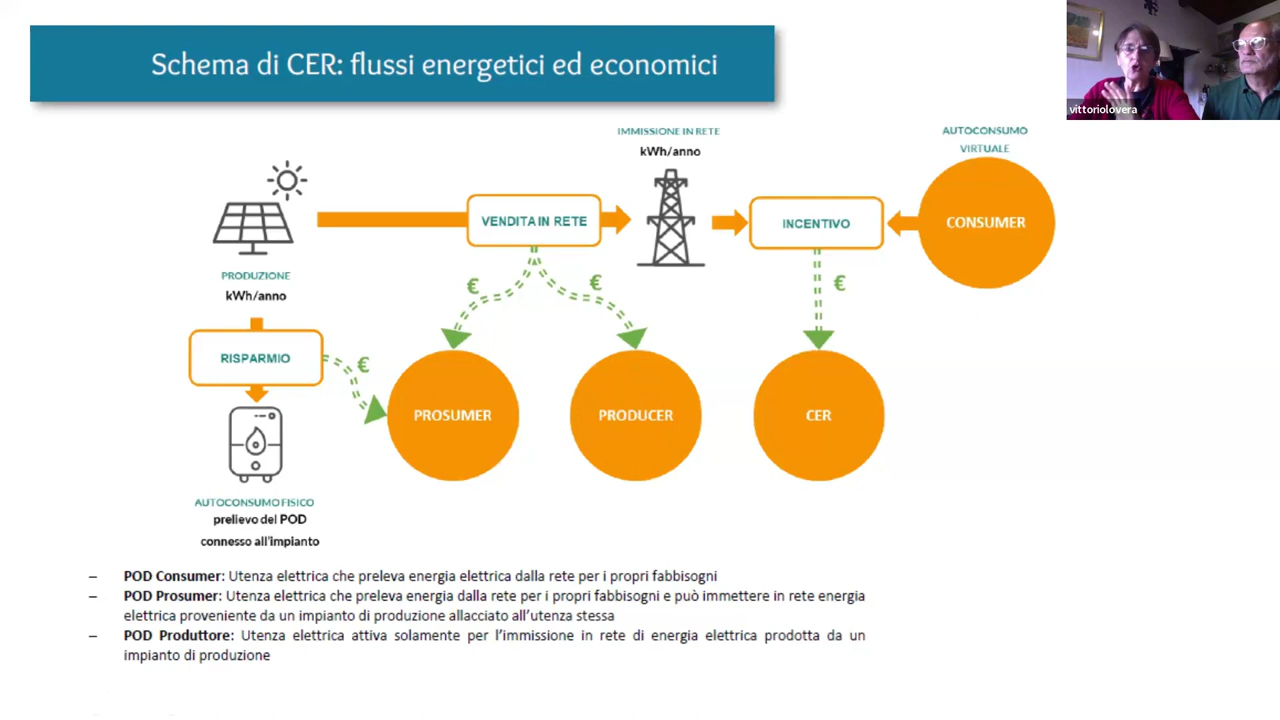 Schema di CER: flussi energetici ed economici
vittoriolovera
IMMISSIONE IN RETE
kWh/anno
AUTOCONSUMO
VIRTUALE
VENDITA IN RETE
INCENTIVO
CONSUMER
PRODUZIONE
kWh/anno
€
€
€
RISPARMIO
€
PROSUMER
PRODUCER
CER
AUTOCONSUMO FISICO
prelievo del POD
connesso all'impianto
– POD Consumer: Utenza elettrica che preleva energia elettrica dalla rete per i propri fabbisogni
– POD Prosumer: Utenza elettrica che preleva energia dalla rete per i propri fabbisogni e può immettere in rete energia
elettrica proveniente da un impianto di produzione allacciato all'utenza stessa
– POD Produttore: Utenza elettrica attiva solamente per l'immissione in rete di energia elettrica prodotta da un
impianto di produzione